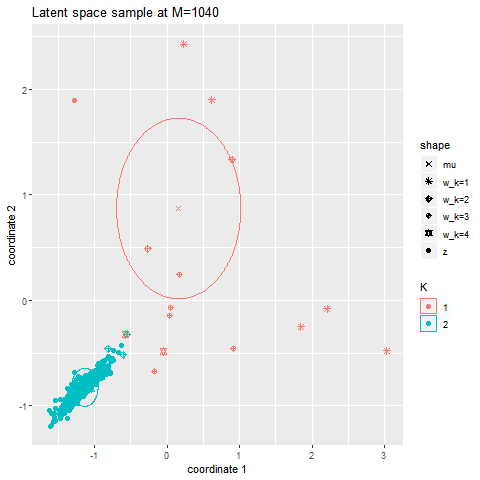 Latent space sample at M=1040
2
1
0
-1
-1
0
1
2
3
coordinate 1
coordinate 2
shape
mu
w_k=1
w_k=2
w_k=3
w_k=4
z
K
1
2